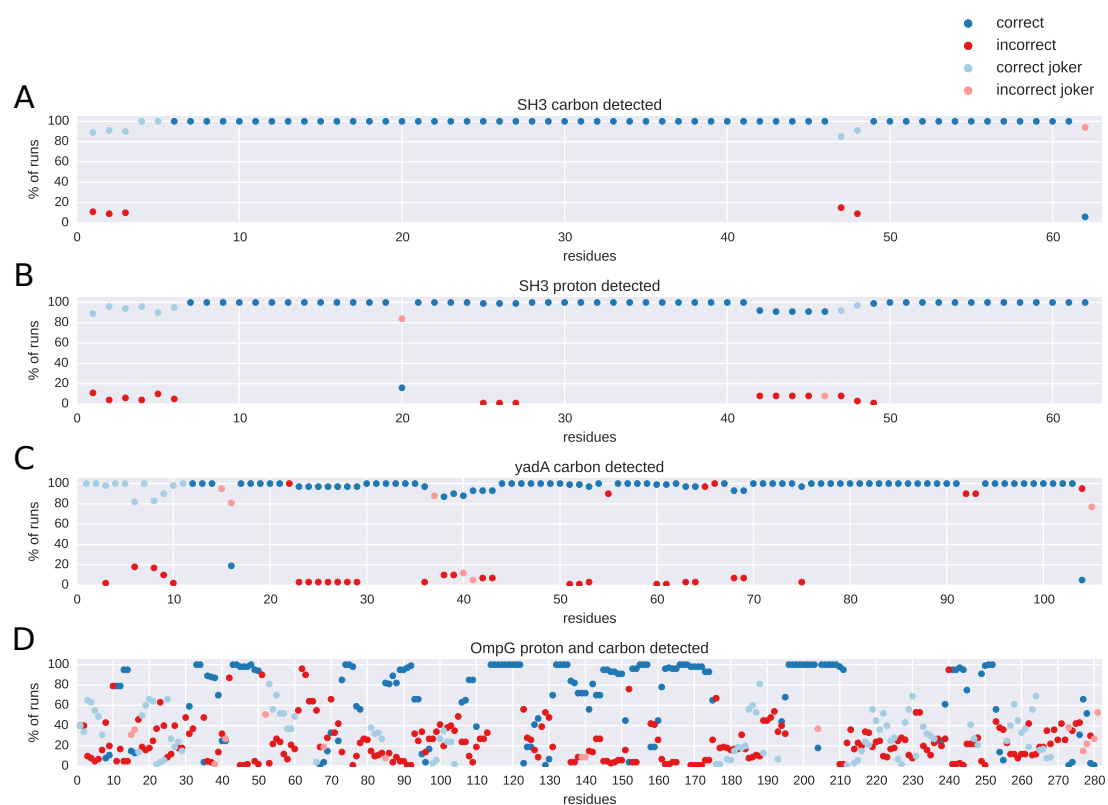 correct
incorrect
correct joker
incorrect joker
A
SH3 carbon detected
100
80
60
40
20
0
% of runs
0 10 20 30 40 50 60
residues
B
SH3 proton detected
100
80
60
40
20
0
% of runs
0 10 20 30 40 50 60
residues
C
yadA carbon detected
100
80
60
40
20
0
% of runs
0 10 20 30 40 50 60 70 80 90 100
residues
D
OmpG proton and carbon detected
100
80
60
40
20
0
% of runs
0 10 20 30 40 50 60 70 80 90 100 110 120 130 140 150 160 170 180 190 200 210 220 230 240 250 260 270 280
residues